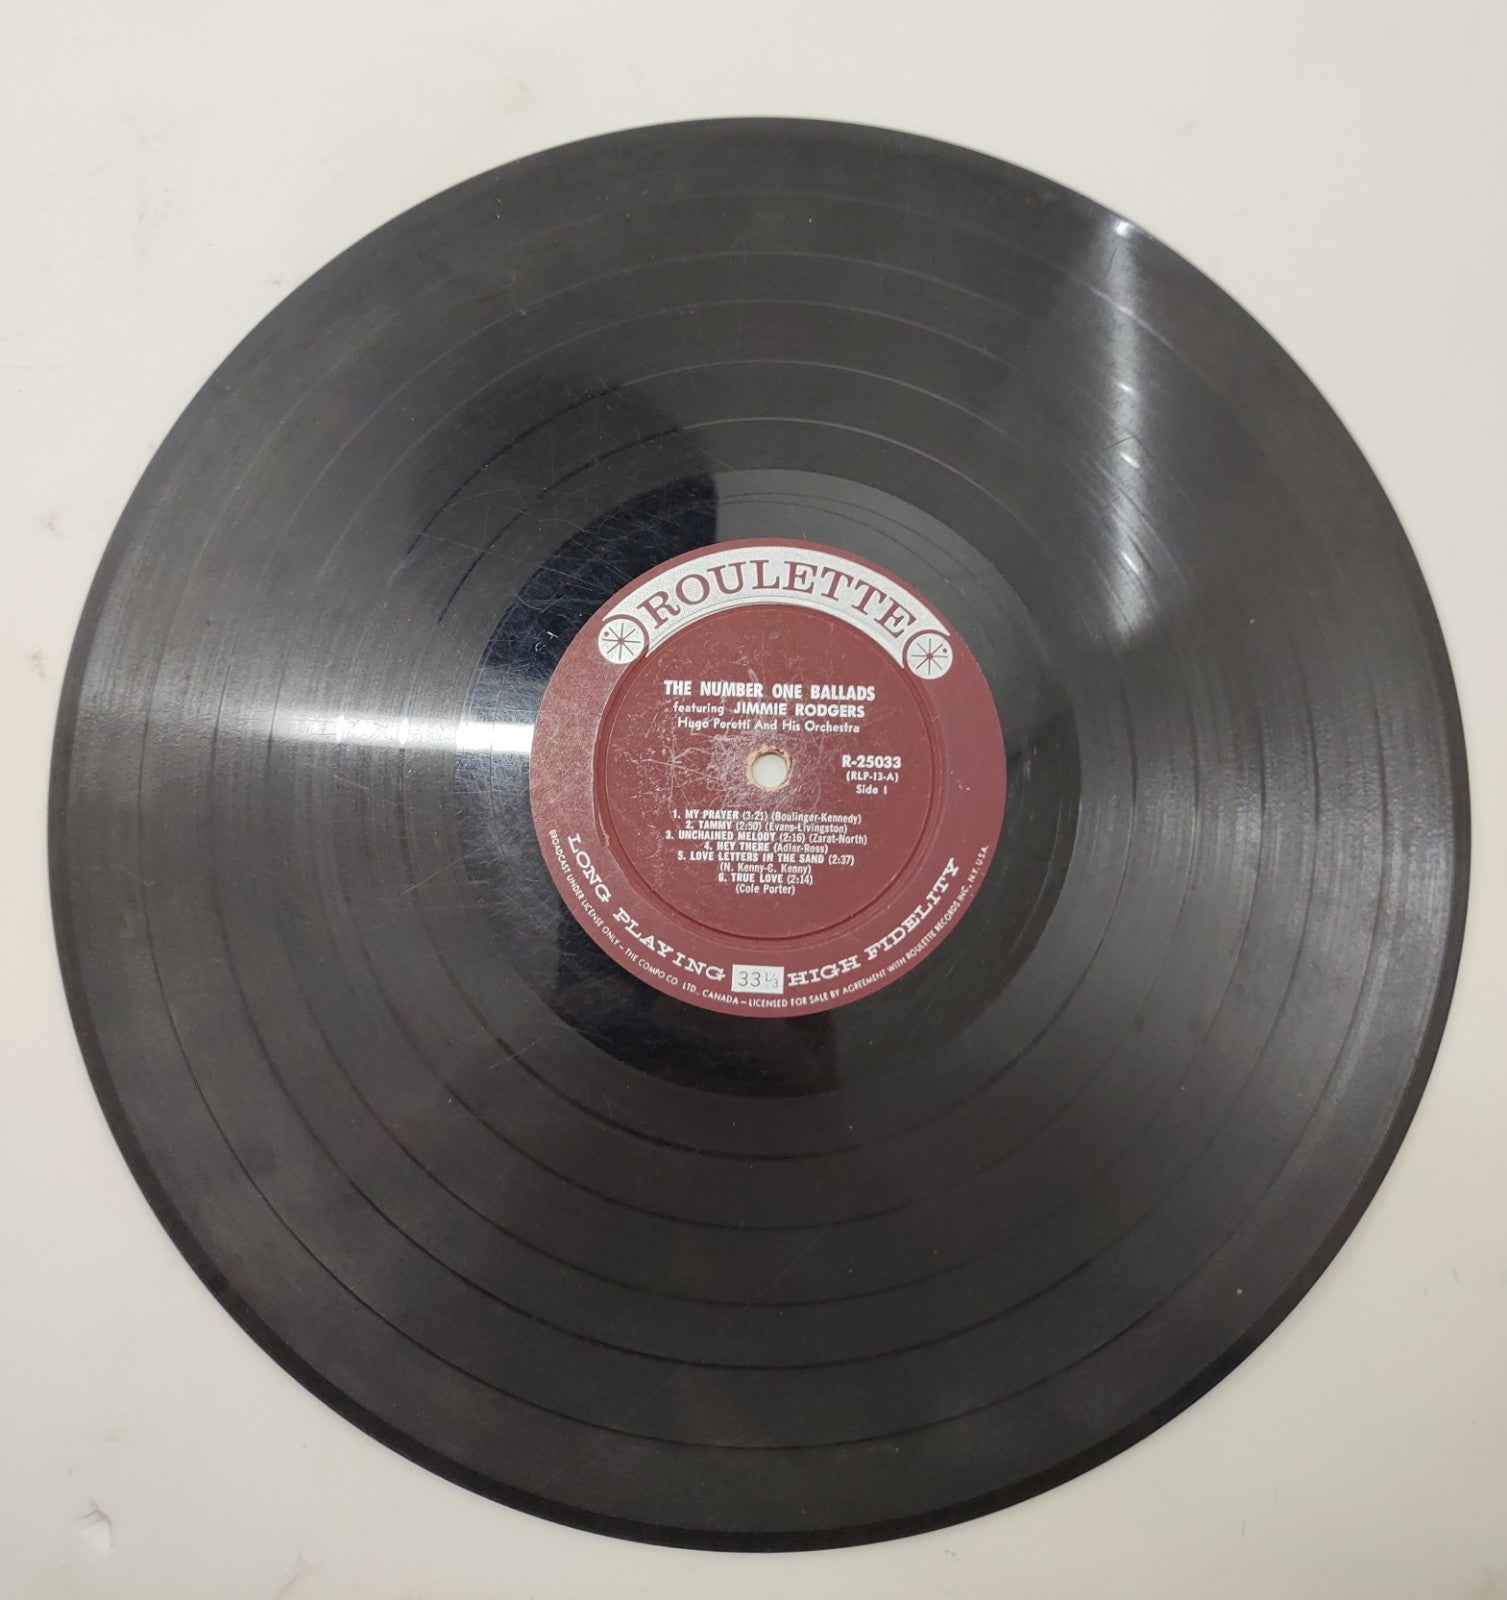 ROULETTE
THE NUMBER ONE BALLADS
featuring JIMMIE RODGERS
Hugo Peretti And His Orchestra
R-25033
(RLP-13-A)
Side 1
1. MY PRAYER (3:21) (Boulinger-Kennedy)
2. TAMMY (2:50) (Evans-Livingston)
3. UNCHAINED MELODY (2:16) (Zarat-North)
4. HEY THERE (Adler-Ross)
5. LOVE LETTERS IN THE SAND (2:37)
(N. Kenny-C. Kenny)
6. TRUE LOVE (2:14)
(Cole Porter)
LONG PLAYING 33 1/3 HIGH FIDELITY
BROADCAST UNDER LICENSE ONLY - THE COMPO CO. LTD., CANADA - LICENSED FOR SALE BY AGREEMENT WITH ROULETTE RECORDS INC., N.Y. U.S.A.